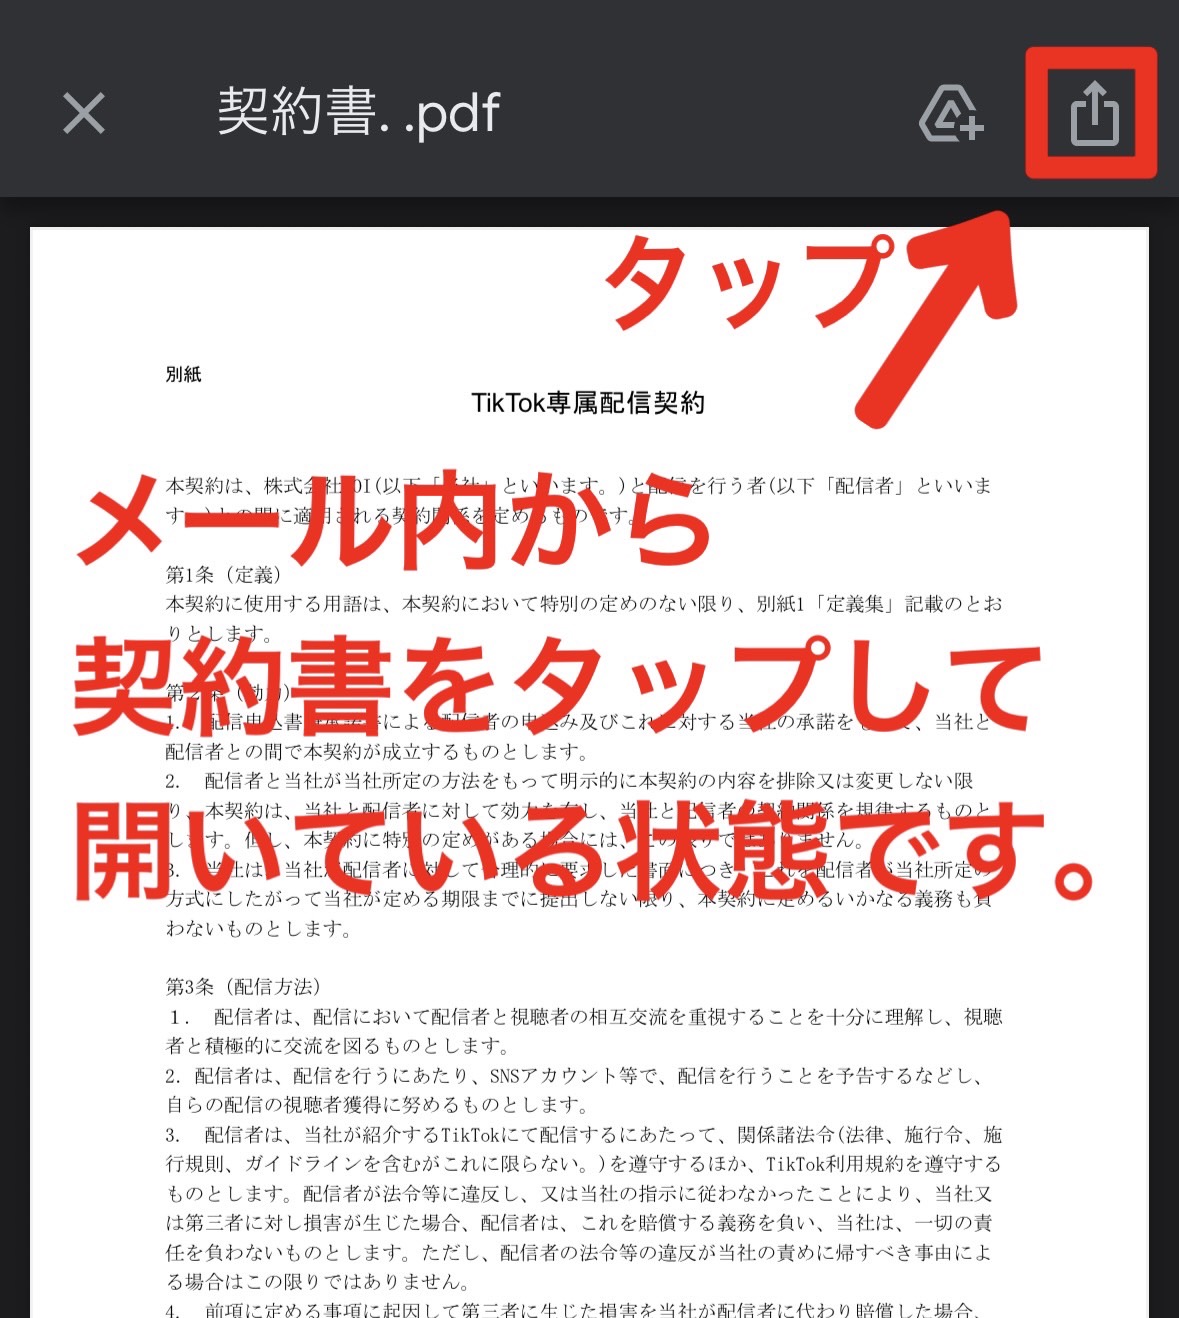 契約書. .pdf
タップ
別紙
TikTok専属配信契約
本契約は、株式会社 OI(以下「当社」といいます。)と配信を行う者(以下「配信者」といいま
す。)との間に適用される契約関係を定めるものです。
メール内から
第1条（定義）
本契約に使用する用語は、本契約において特別の定めのない限り、別紙1「定義集」記載のとお
りとします。
契約書をタップして
第2条（効力）
1. 配信申込書 による配信者の申込み及びこれに対する当社の承諾をもって、当社と
配信者との間で本契約が成立するものとします。
2. 配信者と当社が当社所定の方法をもって明示的に本契約の内容を排除又は変更しない限
り、本契約は、当社と配信者に対して効力を有し、当社と配信者の契約関係を規律するものと
します。但し、本契約に特別の定めがある場合には、この限りではありません。
開いている状態です。
3. 当社は、当社が配信者に対して合理的に要求した書面につき、これを配信者が当社所定の
方式にしたがって当社が定める期限までに提出しない限り、本契約に定めるいかなる義務も負
わないものとします。
第3条（配信方法）
１. 配信者は、配信において配信者と視聴者の相互交流を重視することを十分に理解し、視聴
者と積極的に交流を図るものとします。
2. 配信者は、配信を行うにあたり、SNSアカウント等で、配信を行うことを予告するなどし、
自らの配信の視聴者獲得に努めるものとします。
3. 配信者は、当社が紹介するTikTokにて配信するにあたって、関係諸法令(法律、施行令、施
行規則、ガイドラインを含むがこれに限らない。)を遵守するほか、TikTok利用規約を遵守する
ものとします。配信者が法令等に違反し、又は当社の指示に従わなかったことにより、当社又
は第三者に対し損害が生じた場合、配信者は、これを賠償する義務を負い、当社は、一切の責
任を負わないものとします。ただし、配信者の法令等の違反が当社の責めに帰すべき事由によ
る場合はこの限りではありません。
4. 前項に定める事項に起因して第三者に生じた損害を当社が配信者に代わり賠償した場合、